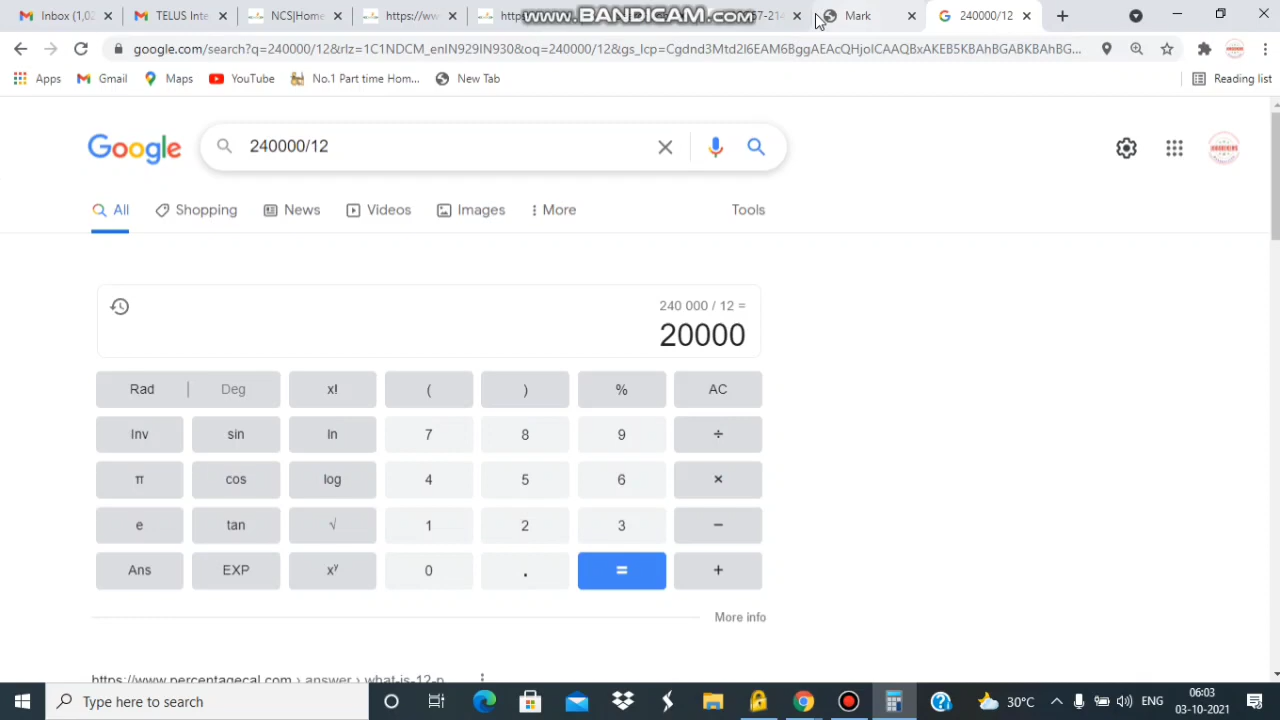 Inbox (1,02
TELUS Inte
NCS|Home
https://ww
http
www.BANDICAM.com
57-214
Mark
240000/12
google.com/search?q=240000/12&rlz=1C1NDCM_enIN929IN930&oq=240000/12&gs_lcp=Cgdnd3Mtd2l6EAM6BggAEAcQHjoICAAQBxAKEB5KBAhBGABKBAhBG...
Apps
Gmail
Maps
YouTube
No.1 Part time Hom...
New Tab
Reading list
Google
240000/12
All
Shopping
News
Videos
Images
More
Tools
240 000 / 12 =
20000
Rad | Deg x! ( ) % AC
Inv sin ln 7 8 9 ÷
π cos log 4 5 6 ×
e tan √ 1 2 3 −
Ans EXP xʸ 0 . = +
More info
https://www.percentagecal.com › answer › what-is-12-p...
Type here to search
30°C
ENG
06:03
03-10-2021